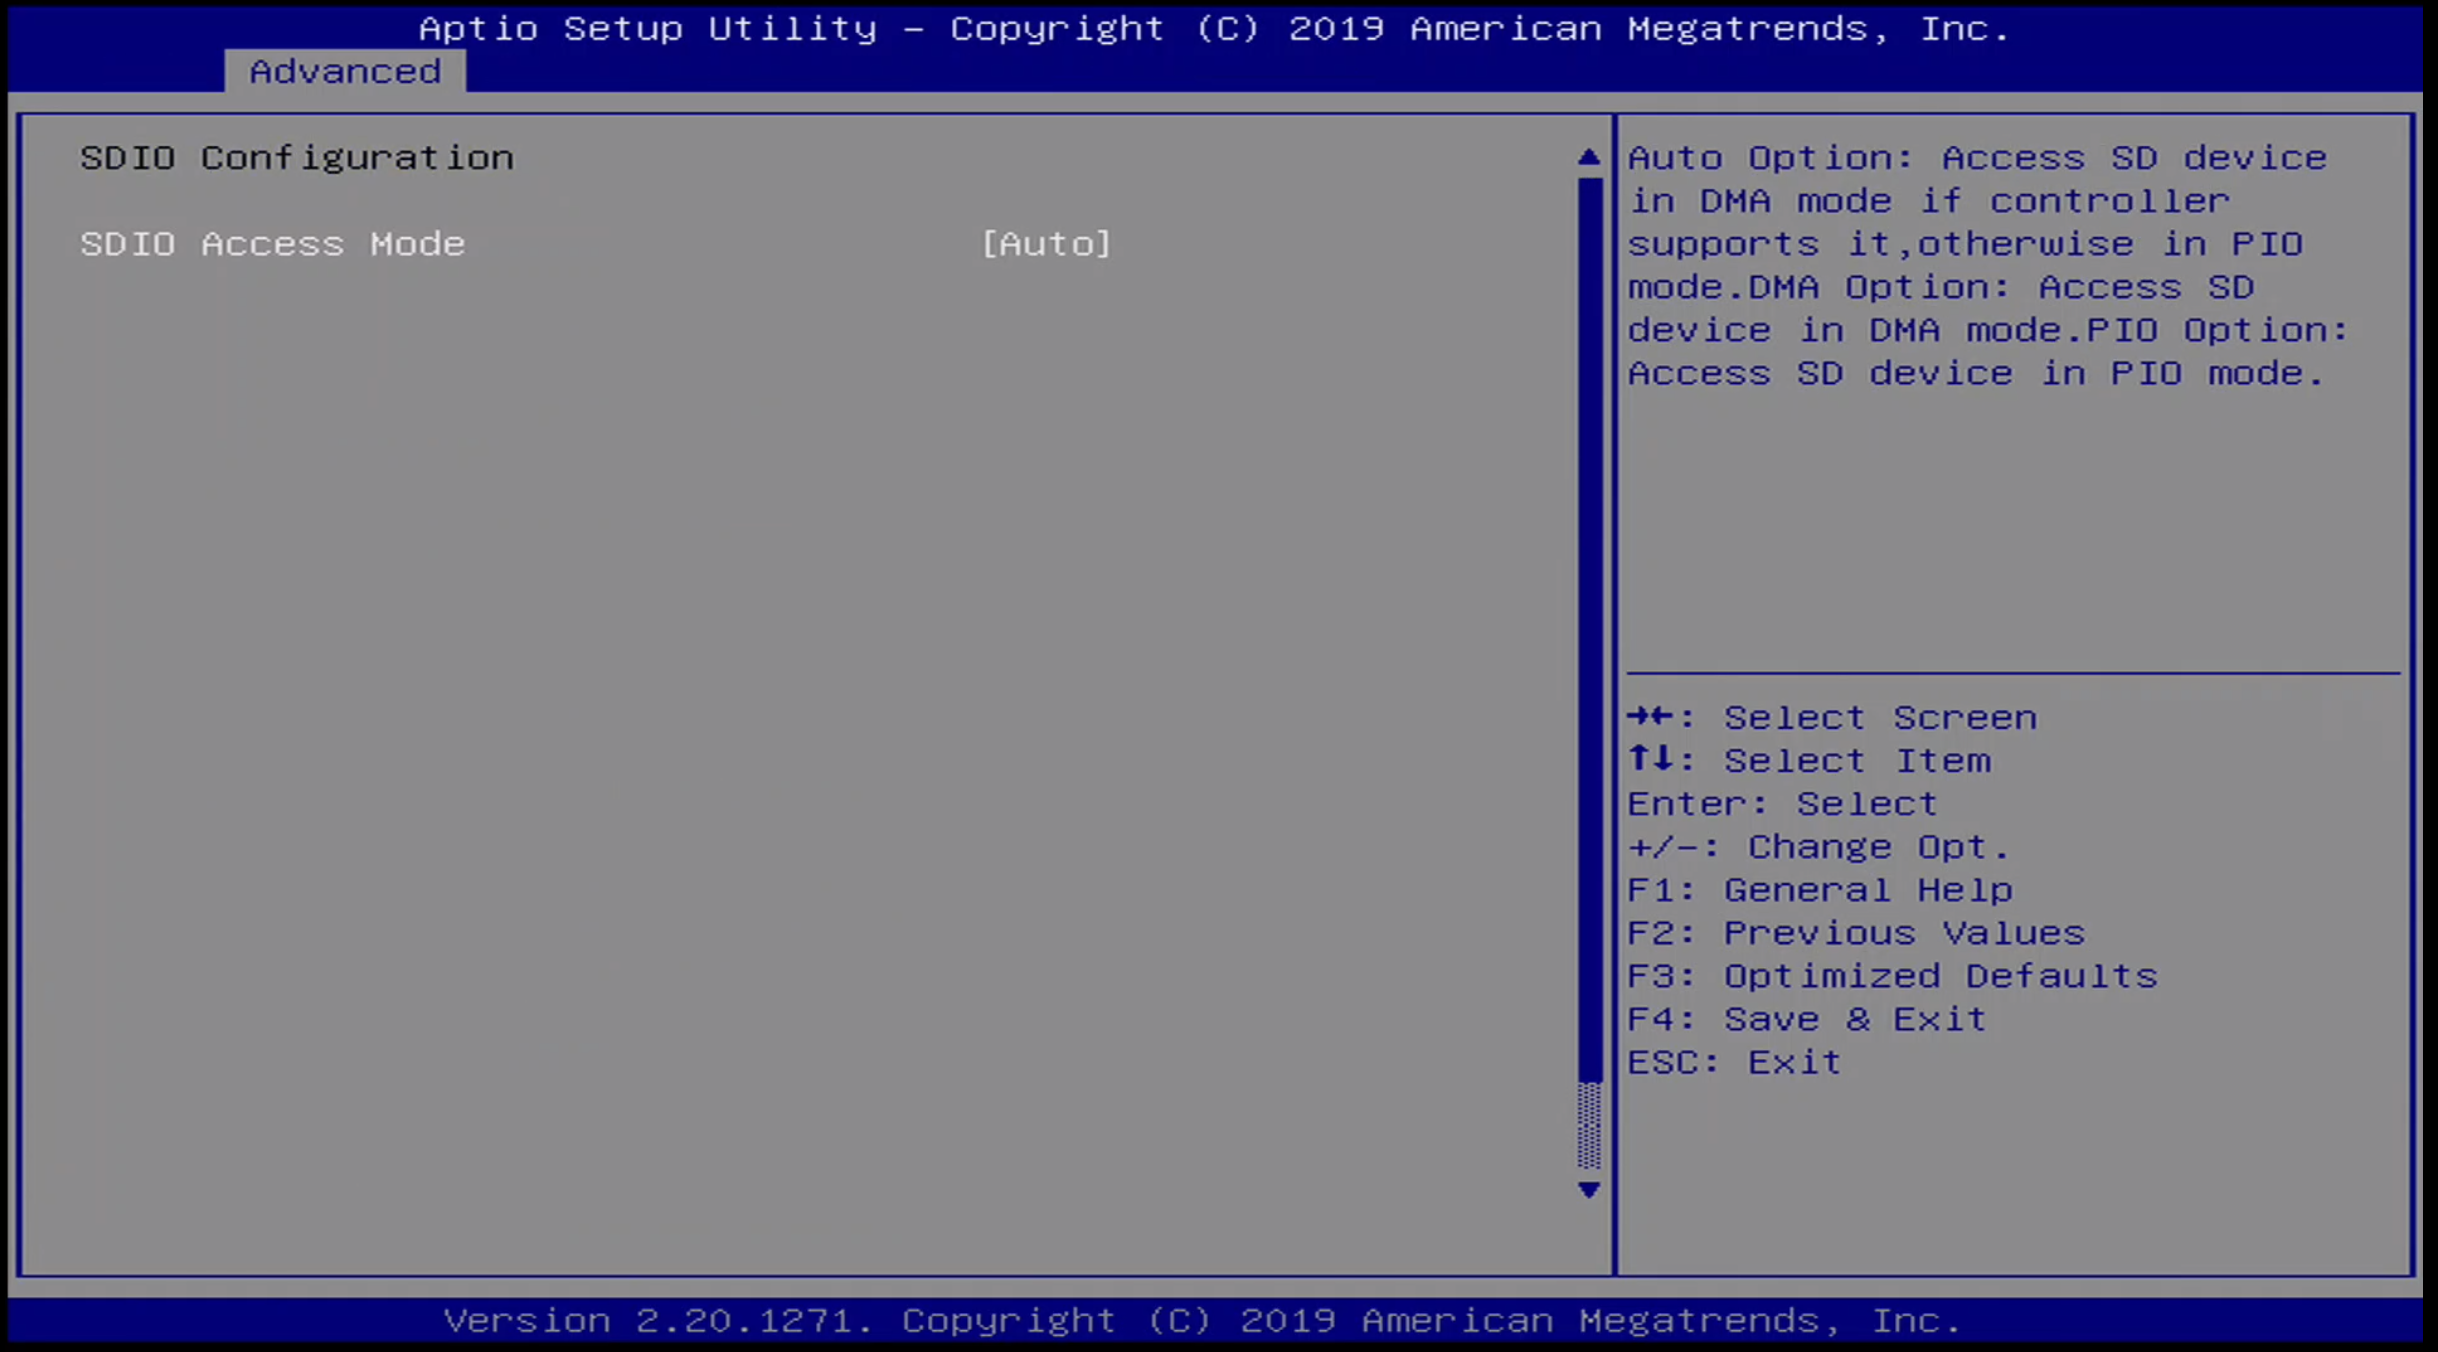 Aptio Setup Utility – Copyright (C) 2019 American Megatrends, Inc.
Advanced
SDIO Configuration
SDIO Access Mode [Auto]
Auto Option: Access SD device
in DMA mode if controller
supports it,otherwise in PIO
mode.DMA Option: Access SD
device in DMA mode.PIO Option:
Access SD device in PIO mode.
→←: Select Screen
↑↓: Select Item
Enter: Select
+/-: Change Opt.
F1: General Help
F2: Previous Values
F3: Optimized Defaults
F4: Save & Exit
ESC: Exit
Version 2.20.1271. Copyright (C) 2019 American Megatrends, Inc.